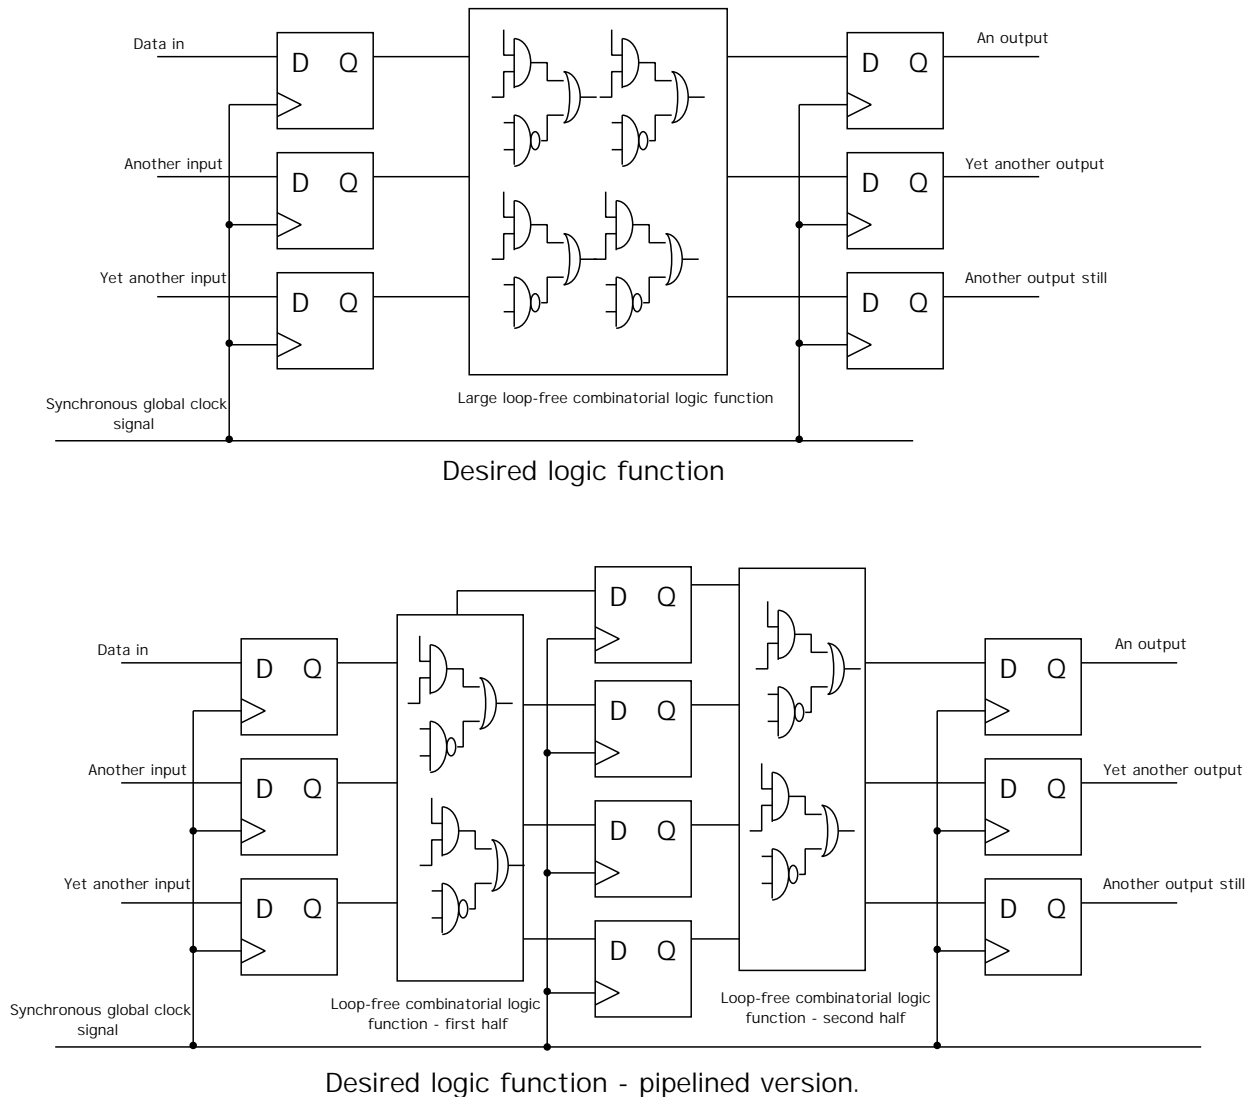 Data in
D Q
An output
D Q
Another input
D Q
Yet another output
D Q
Yet another input
D Q
Another output still
D Q
Synchronous global clock
signal
Large loop-free combinatorial logic function
Desired logic function
D Q
Data in
D Q
An output
D Q
D Q
Another input
D Q
Yet another output
D Q
D Q
Yet another input
D Q
Another output still
D Q
D Q
Synchronous global clock
signal
Loop-free combinatorial logic
function - first half
Loop-free combinatorial logic
function - second half
Desired logic function - pipelined version.